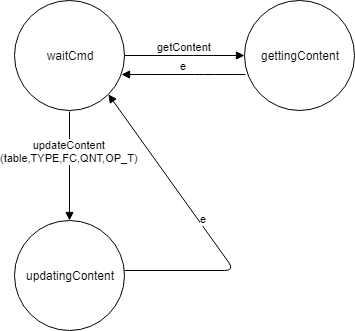 getContent
waitCmd
gettingContent
e
updateContent
(table,TYPE,FC,QNT,OP_T)
e
updatingContent